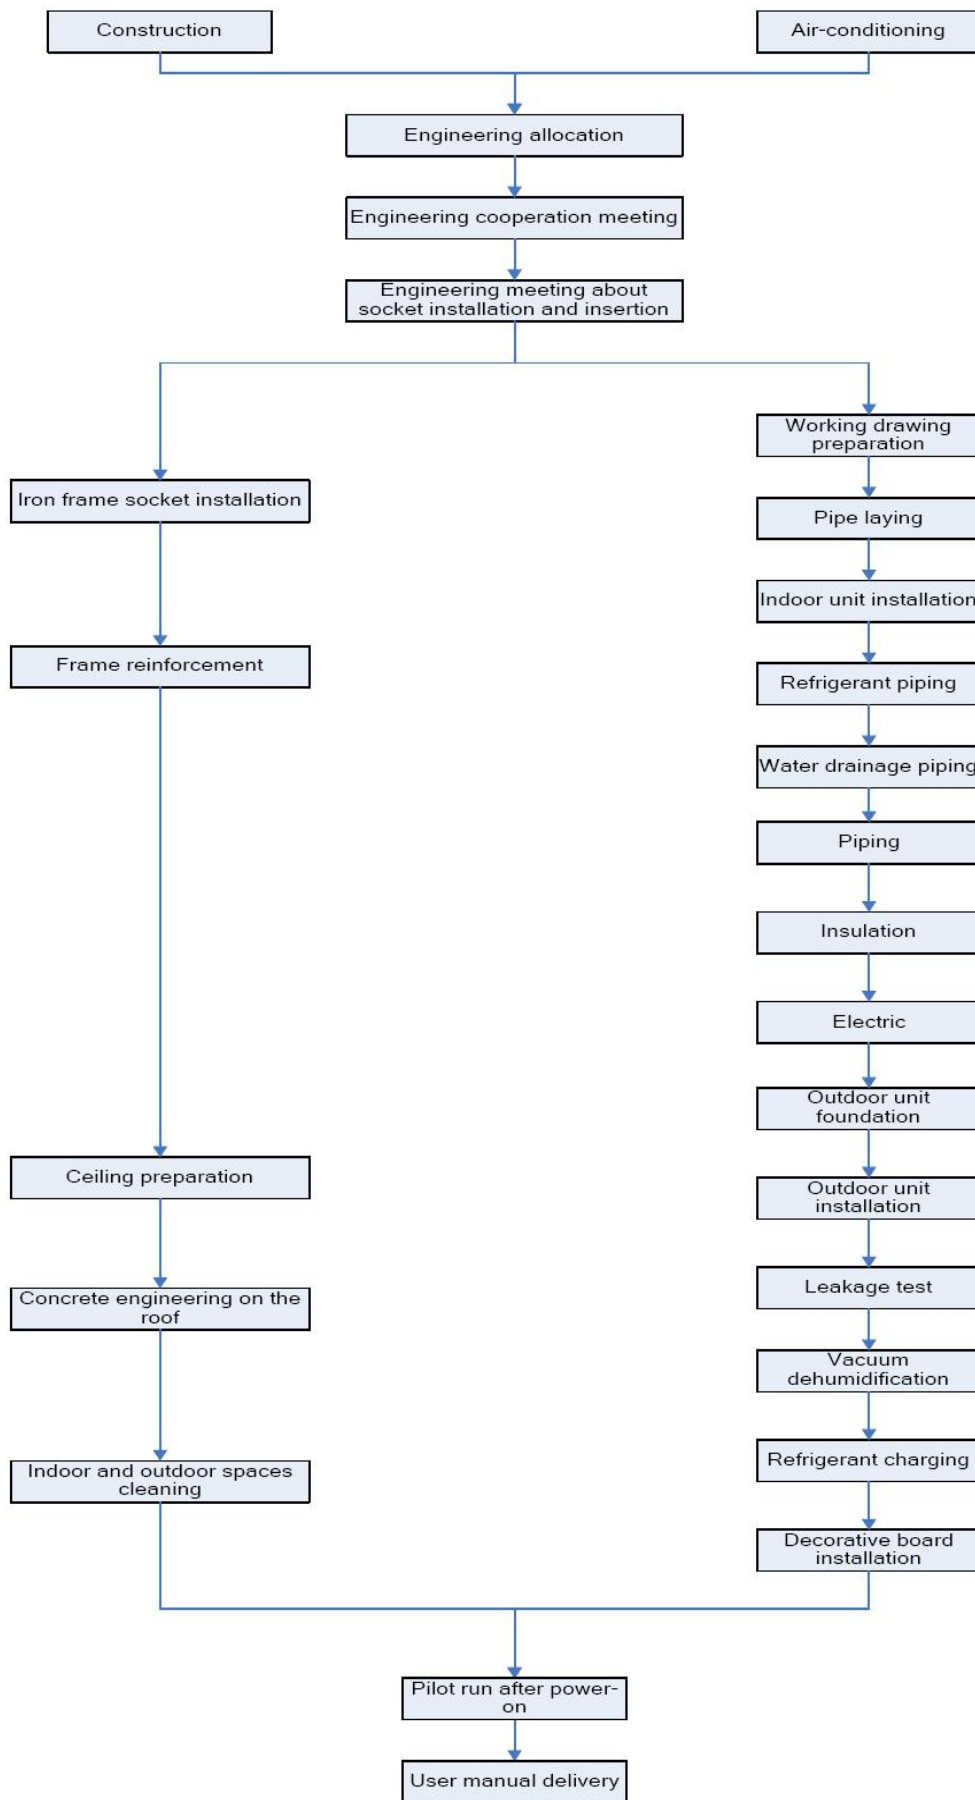 Construction
Air-conditioning
Engineering allocation
Engineering cooperation meeting
Engineering meeting about
socket installation and insertion
Iron frame socket installation
Frame reinforcement
Ceiling preparation
Concrete engineering on the
roof
Indoor and outdoor spaces
cleaning
Working drawing
preparation
Pipe laying
Indoor unit installation
Refrigerant piping
Water drainage piping
Piping
Insulation
Electric
Outdoor unit
foundation
Outdoor unit
installation
Leakage test
Vacuum
dehumidification
Refrigerant charging
Decorative board
installation
Pilot run after power-
on
User manual delivery